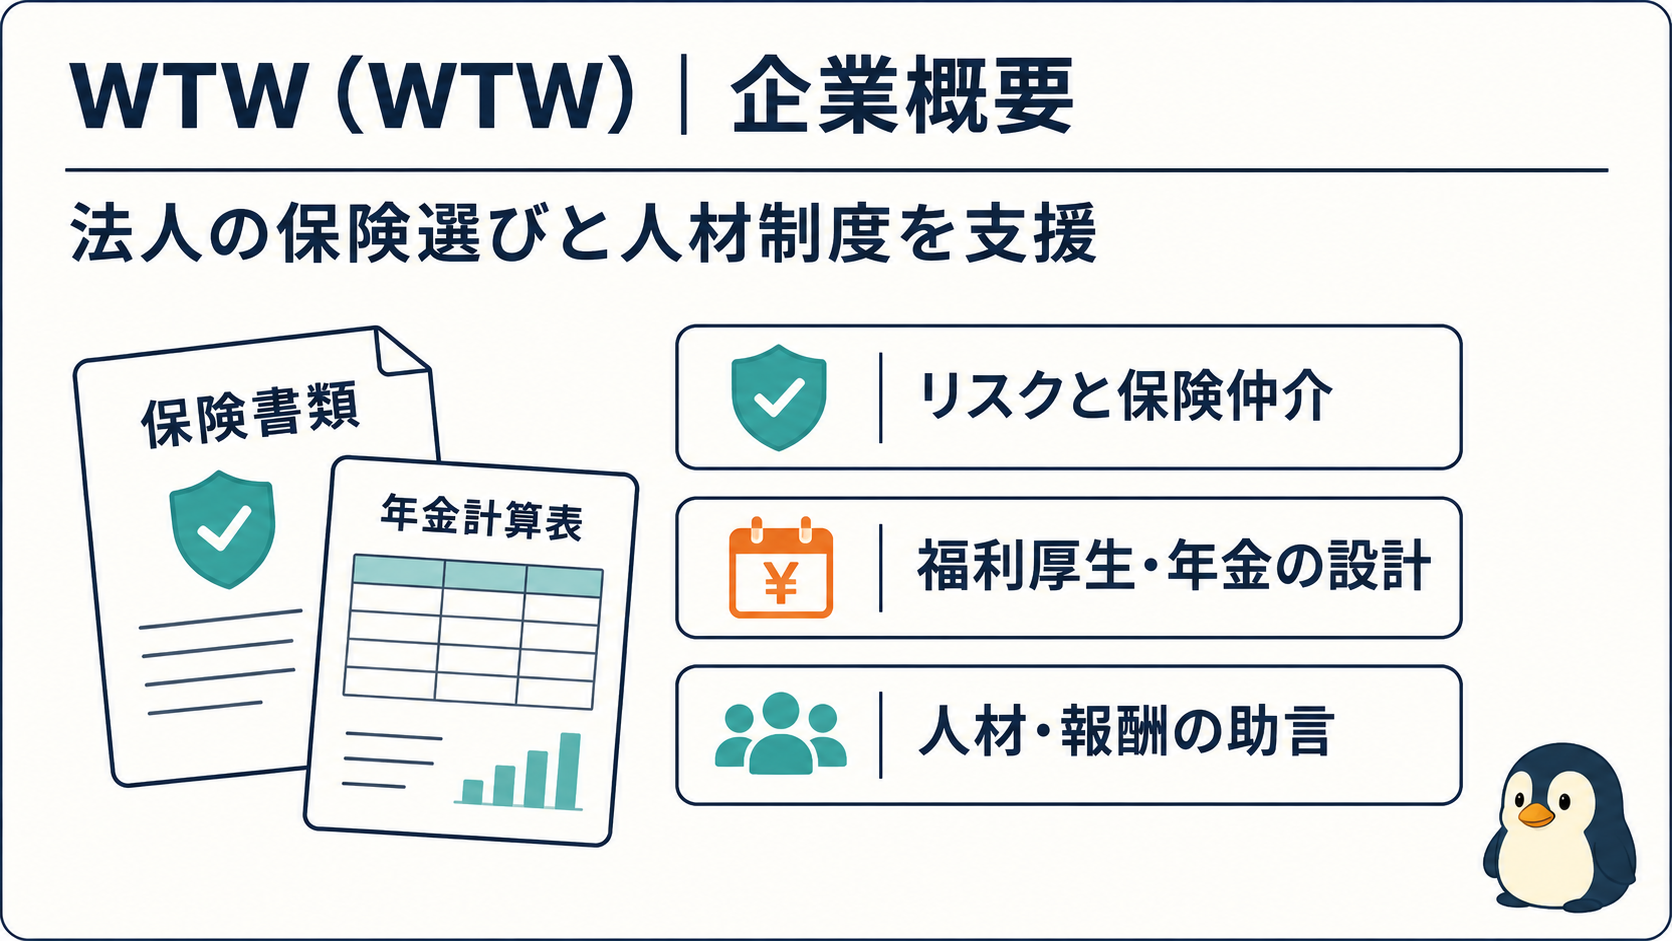 WTW（WTW）｜企業概要
法人の保険選びと人材制度を支援
保険書類
年金計算表
リスクと保険仲介
¥
福利厚生・年金の設計
人材・報酬の助言